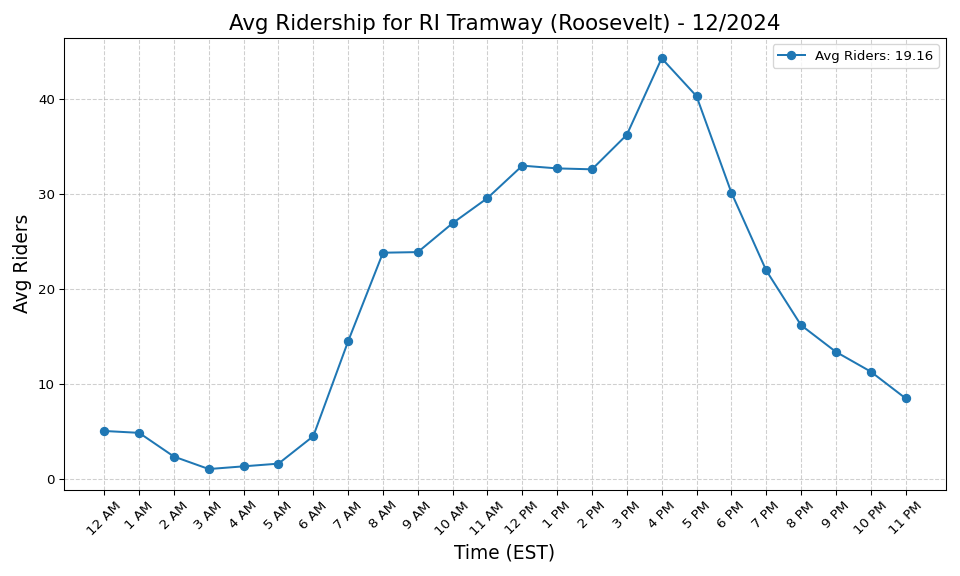 Avg Ridership for RI Tramway (Roosevelt) - 12/2024
Avg Riders: 19.16
Avg Riders
40
30
20
10
0
12 AM
1 AM
2 AM
3 AM
4 AM
5 AM
6 AM
7 AM
8 AM
9 AM
10 AM
11 AM
12 PM
1 PM
2 PM
3 PM
4 PM
5 PM
6 PM
7 PM
8 PM
9 PM
10 PM
11 PM
Time (EST)